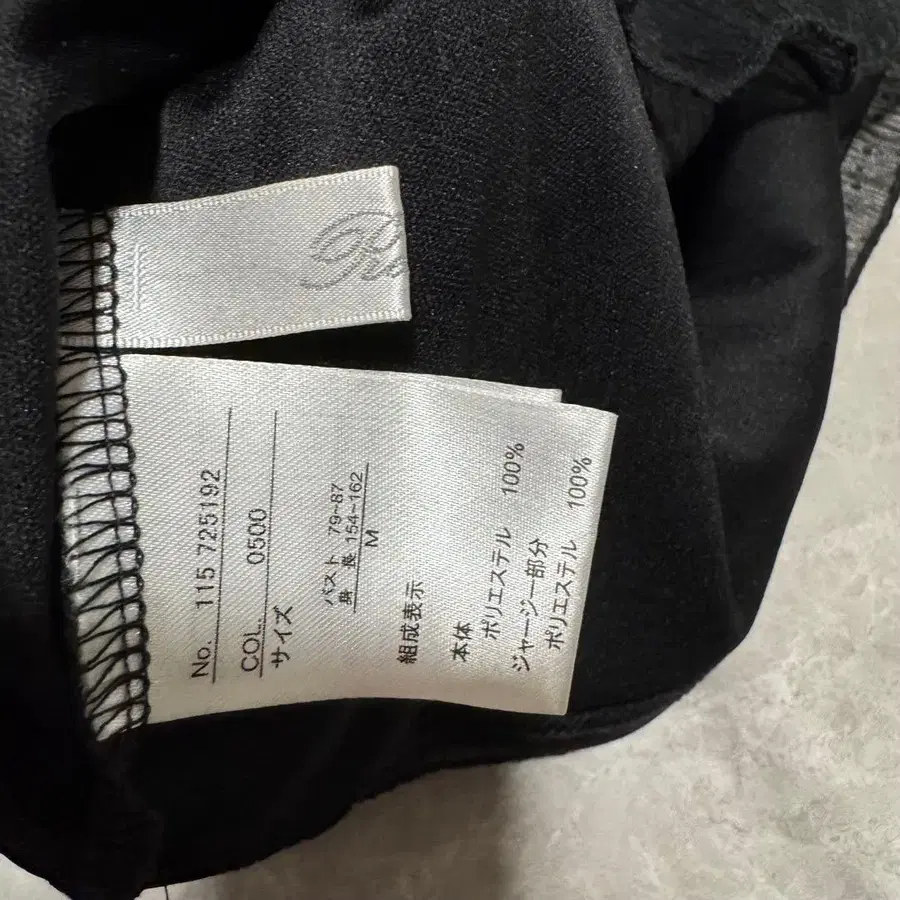 No. 115 725192
COL. 0500
サイズ
バスト 79~87
身長 154~162
M
組成表示
本体
ポリエステル 100%
ジャージー部分
ポリエステル 100%